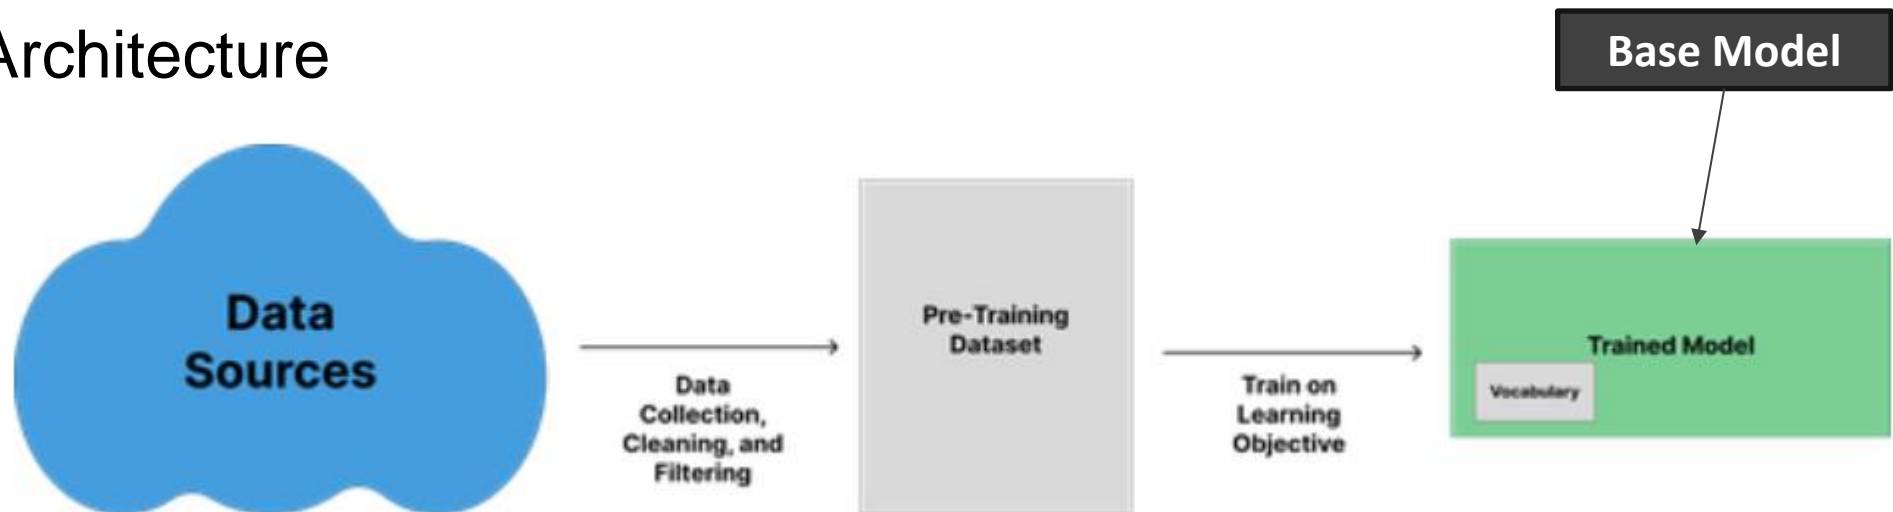 Architecture
Base Model
Data
Sources
Data
Collection,
Cleaning, and
Filtering
Pre-Training
Dataset
Train on
Learning
Objective
Trained Model
Vocabulary